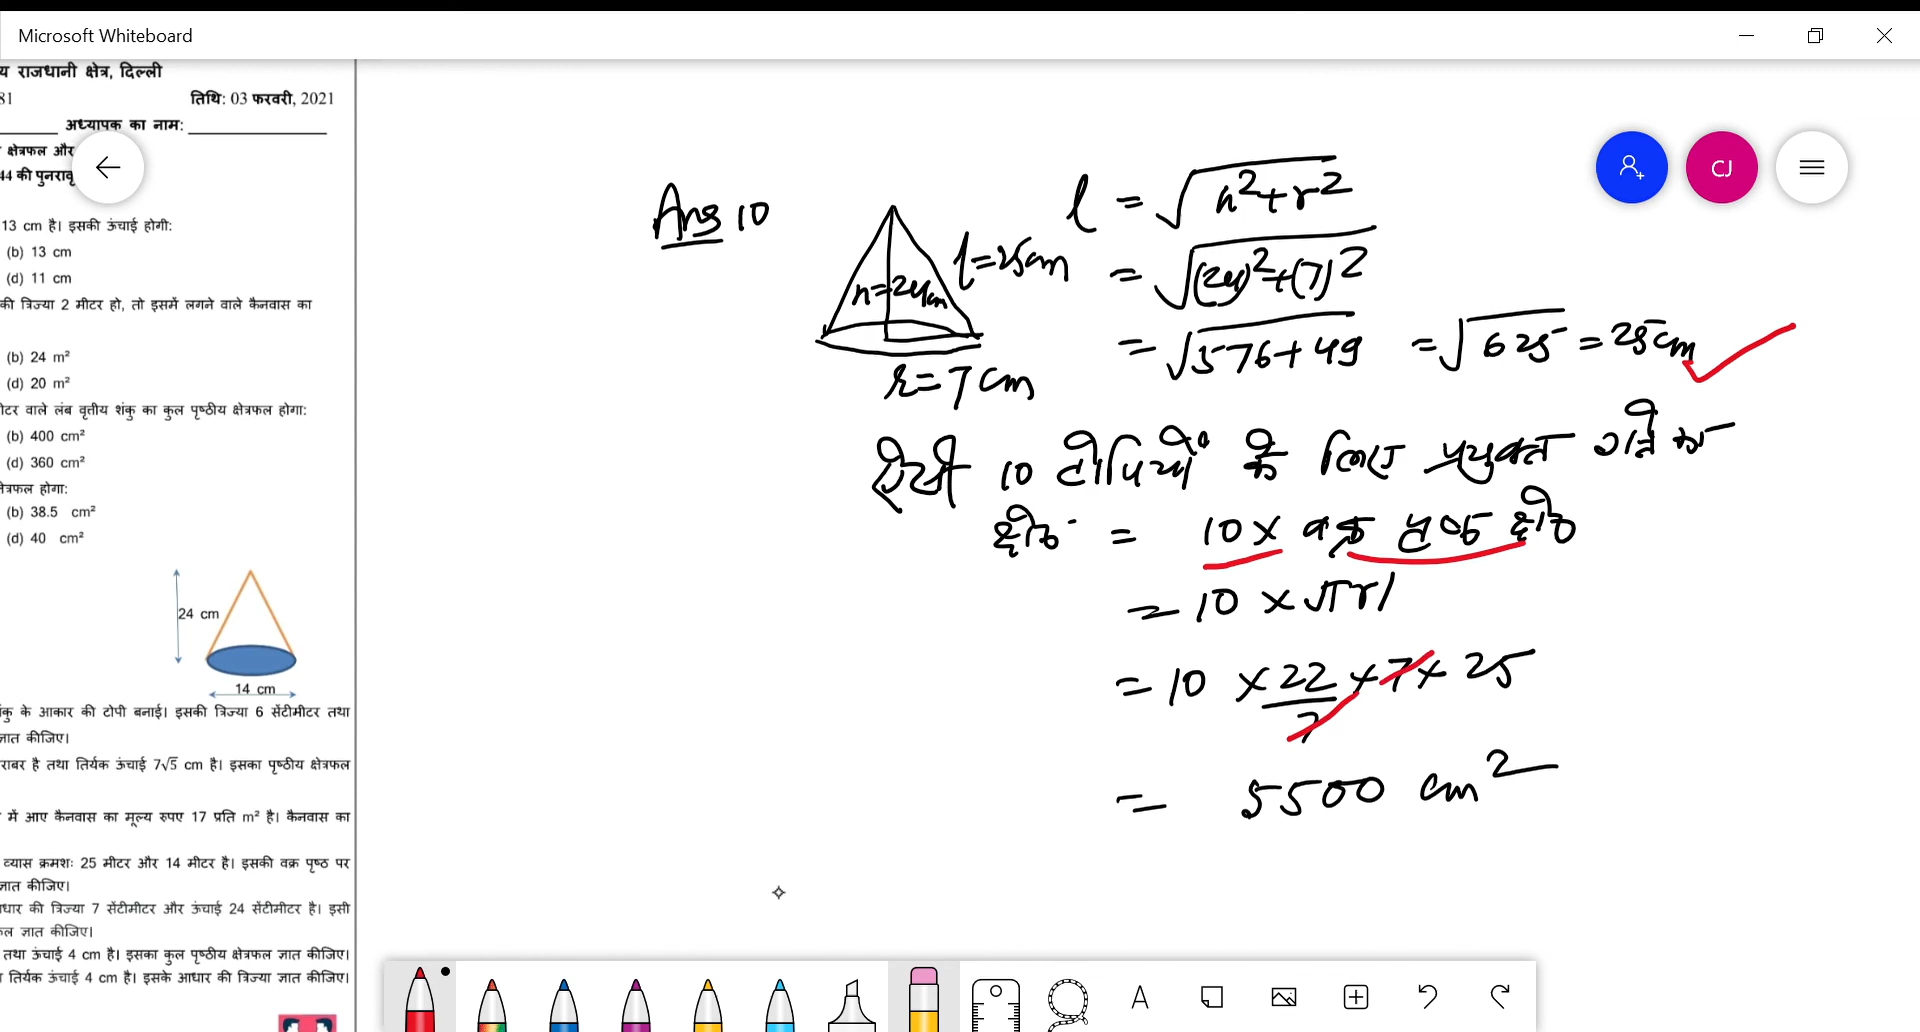 Microsoft Whiteboard
राजधानी क्षेत्र, दिल्ली
81 तिथि: 03 फरवरी, 2021
अध्यापक का नाम:
क्षेत्रफल और
44 की
13 cm है। इसकी ऊंचाई होगी:
(b) 13 cm
(d) 11 cm
की त्रिज्या 2 मीटर हो, तो इसमें लगने वाले कैनवास का
(b) 24 m²
(d) 20 m²
वाले लंब वृत्तीय शंकु का कुल पृष्ठीय क्षेत्रफल होगा:
(b) 400 cm²
(d) 360 cm²
होगा:
(b) 38.5 cm²
(d) 40 cm²
24 cm
14 cm
के आकार की टोपी बनाई। इसकी त्रिज्या 6 सेंटीमीटर तथा
कीजिए।
है तथा तिर्यक ऊंचाई 7√5 cm है। इसका पृष्ठीय क्षेत्रफल
में आए कैनवास का मूल्य रुपए 17 प्रति m² है। कैनवास का
व्यास क्रमशः 25 मीटर और 14 मीटर है। इसकी वक्र पृष्ठ पर
कीजिए।
की त्रिज्या 7 सेंटीमीटर और ऊंचाई 24 सेंटीमीटर है। इसी
ज्ञात कीजिए।
तथा ऊंचाई 4 cm है। इसका कुल पृष्ठीय क्षेत्रफल ज्ञात कीजिए।
तिर्यक ऊंचाई 4 cm है। इसके आधार की त्रिज्या ज्ञात कीजिए।
CJ
Ans 10
h=24cm
l=25cm
r=7cm
l = √h²+r²
= √(24)²+(7)²
= √576+49 = √625 = 25cm
ऐसी 10 टोपियों के लिए प्रयुक्त गत्ते का
क्षे॰ = 10 × वक्र पृष्ठ क्षे॰
= 10 × πrl
= 10 × 22/7 × 7 × 25
= 5500 cm²